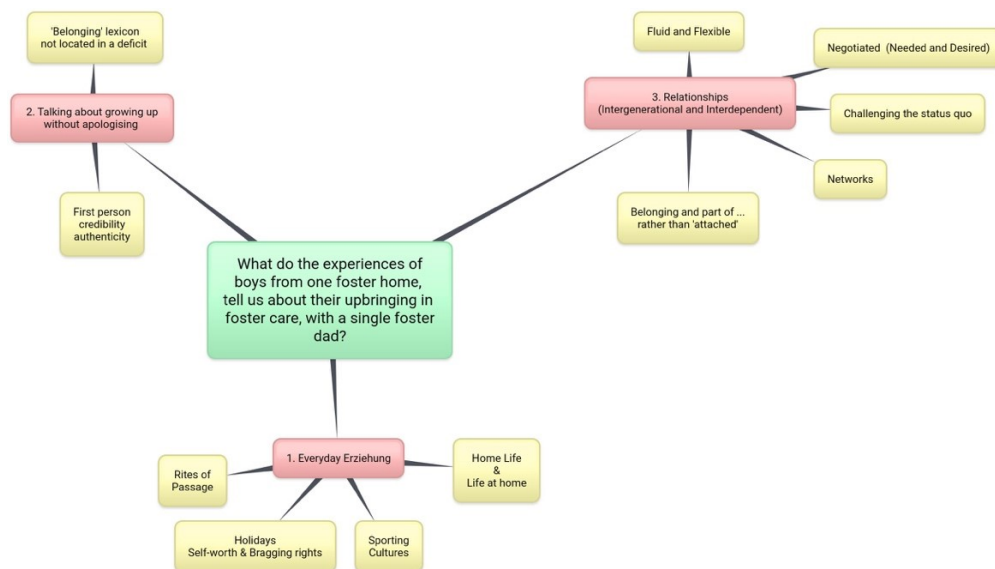 'Belonging' lexicon
not located in a deficit
2. Talking about growing up
without apologising
First person
credibility
authenticity
Fluid and Flexible
Negotiated (Needed and Desired)
3. Relationships
(Intergenerational and Interdependent)
Challenging the status quo
Networks
Belonging and part of ...
rather than 'attached'
What do the experiences of
boys from one foster home,
tell us about their upbringing in
foster care, with a single foster
dad?
1. Everyday Erziehung
Home Life
&
Life at home
Rites of
Passage
Holidays
Self-worth & Bragging rights
Sporting
Cultures